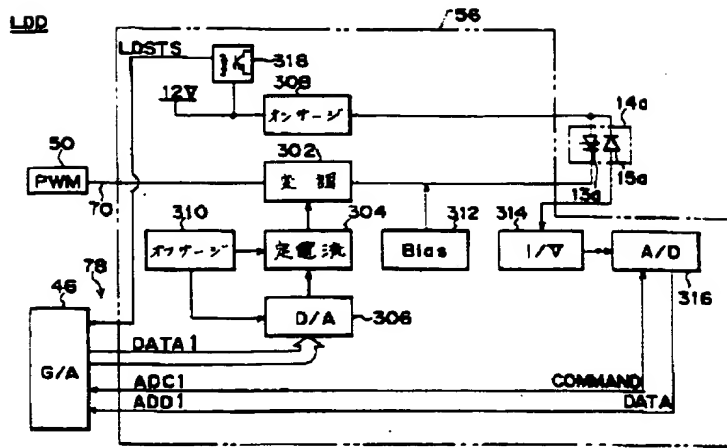 LDD
56
LDSTS
318
308
12V
オンサージ
14a
50
302
PWM
変調
13a
15a
70
310
304
312
314
オフサージ
定電流
Bias
I/V
A/D
316
78
46
D/A
306
DATA1
G/A
ADC1
COMMAND
ADD1
DATA